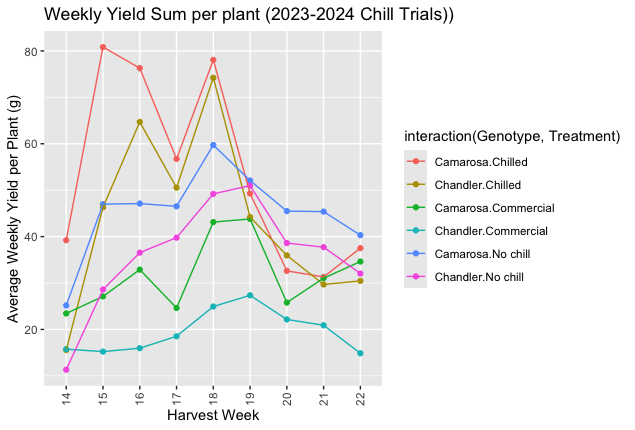 Weekly Yield Sum per plant (2023-2024 Chill Trials))
Average Weekly Yield per Plant (g)
80
60
40
20
14
15
16
17
18
19
20
21
22
Harvest Week
interaction(Genotype, Treatment)
Camarosa.Chilled
Chandler.Chilled
Camarosa.Commercial
Chandler.Commercial
Camarosa.No chill
Chandler.No chill